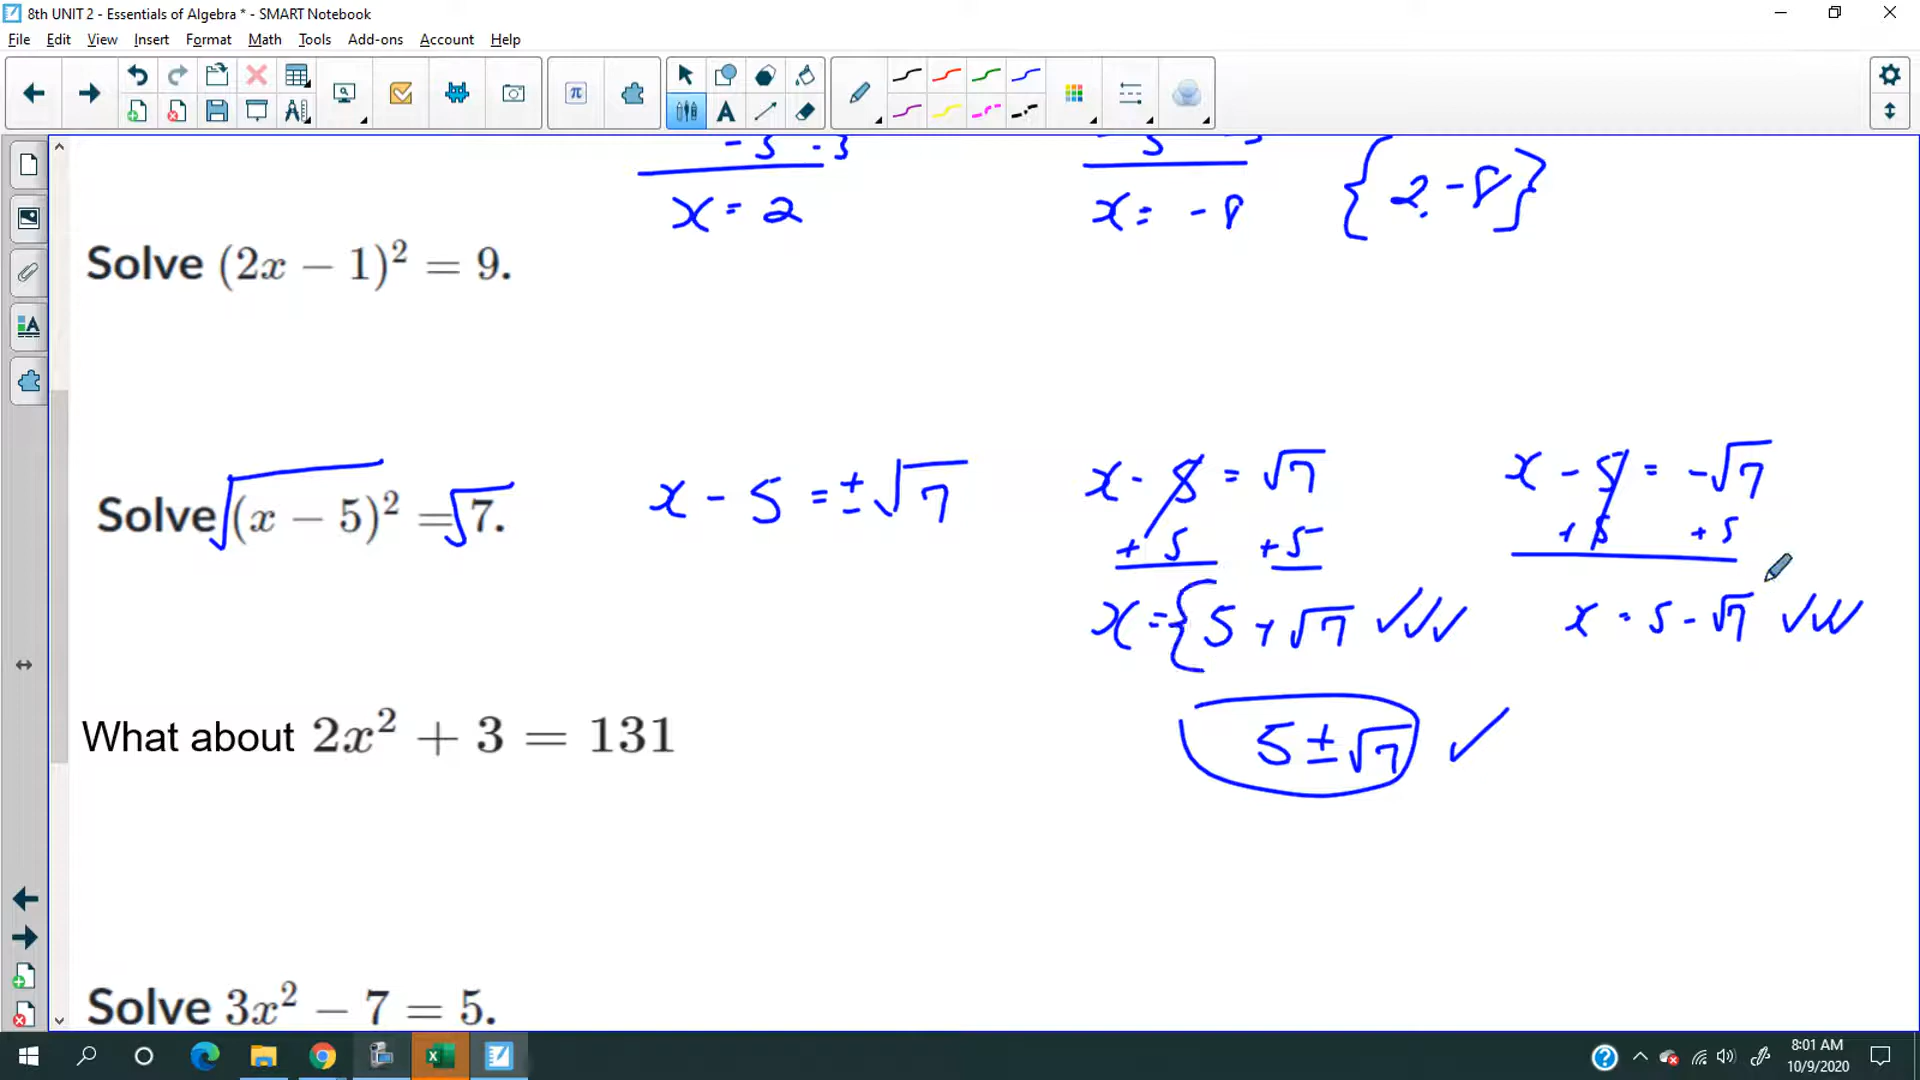 8th UNIT 2 - Essentials of Algebra * - SMART Notebook
File Edit View Insert Format Math Tools Add-ons Account Help
x = 2
x = -8
{2, -8}
Solve (2x − 1)² = 9.
Solve √(x − 5)² = √7.
x - 5 = ±√7
x - 5 = √7
+ 5 +5
x = { 5 + √7
x - 5 = -√7
+ 5 + 5
x = 5 - √7
5 ± √7
What about 2x² + 3 = 131
Solve 3x² − 7 = 5.
8:01 AM
10/9/2020